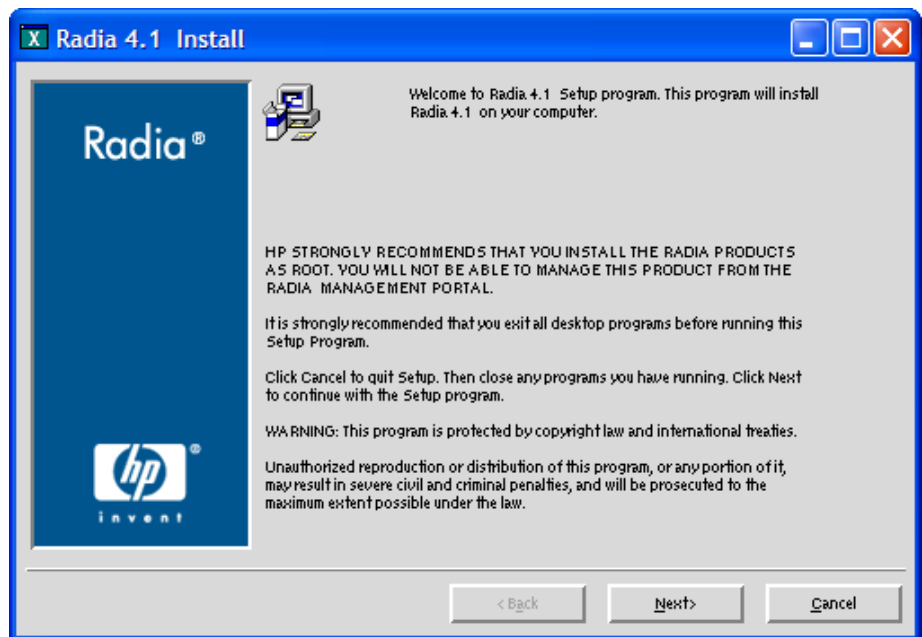 Radia 4.1 Install
Radia®
Welcome to Radia 4.1 Setup program. This program will install
Radia 4.1 on your computer.
HP STRONGLY RECOMMENDS THAT YOU INSTALL THE RADIA PRODUCTS
AS ROOT. YOU WILL NOT BE ABLE TO MANAGE THIS PRODUCT FROM THE
RADIA MANAGEMENT PORTAL.
It is strongly recommended that you exit all desktop programs before running this
Setup Program.
Click Cancel to quit Setup. Then close any programs you have running. Click Next
to continue with the Setup program.
WARNING: This program is protected by copyright law and international treaties.
Unauthorized reproduction or distribution of this program, or any portion of it,
may result in severe civil and criminal penalties, and will be prosecuted to the
maximum extent possible under the law.
hp®
invent
< Back
Next>
Cancel